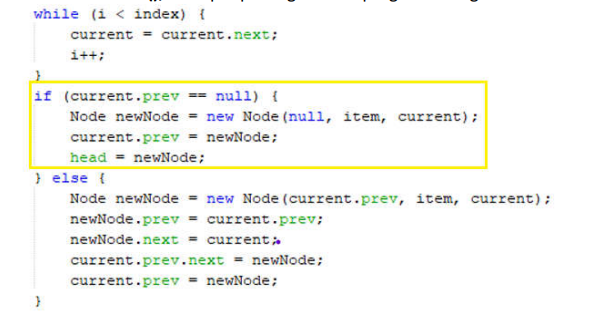 while (i < index) {
    current = current.next;
    i++;
}
if (current.prev == null) {
    Node newNode = new Node(null, item, current);
    current.prev = newNode;
    head = newNode;
} else {
    Node newNode = new Node(current.prev, item, current);
    newNode.prev = current.prev;
    newNode.next = current;
    current.prev.next = newNode;
    current.prev = newNode;
}